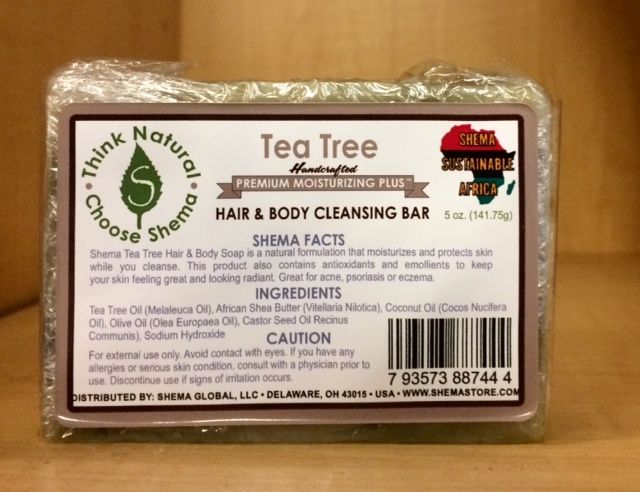 Think Natural
Choose Shema
S
Tea Tree
Handcrafted
PREMIUM MOISTURIZING PLUS™
HAIR & BODY CLEANSING BAR
SHEMA
SUSTAINABLE
AFRICA
5 oz. (141.75g)
SHEMA FACTS
Shema Tea Tree Hair & Body Soap is a natural formulation that moisturizes and protects skin
while you cleanse. This product also contains antioxidants and emollients to keep
your skin feeling great and looking radiant. Great for acne, psoriasis or eczema.
INGREDIENTS
Tea Tree Oil (Melaleuca Oil), African Shea Butter (Vitellaria Nilotica), Coconut Oil (Cocos Nucifera
Oil), Olive Oil (Olea Europaea Oil), Castor Seed Oil Recinus
Communis), Sodium Hydroxide
CAUTION
For external use only. Avoid contact with eyes. If you have any
allergies or serious skin condition, consult with a physician prior to
use. Discontinue use if signs of irritation occurs.
7 93573 88744 4
DISTRIBUTED BY: SHEMA GLOBAL, LLC • DELAWARE, OH 43015 • USA • WWW.SHEMASTORE.COM